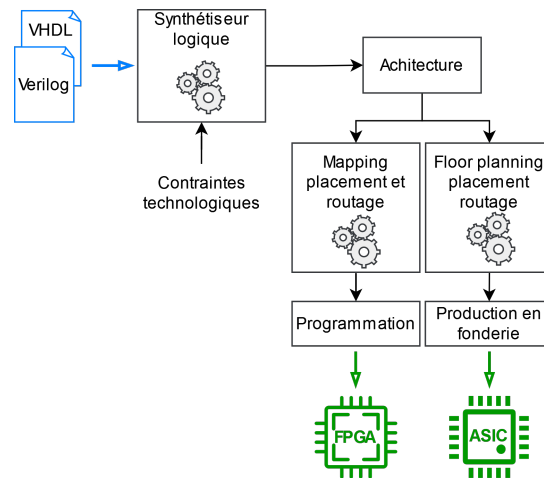 VHDL
Verilog
Synthétiseur
logique
Achitecture
Contraintes
technologiques
Mapping
placement et
routage
Floor planning
placement
routage
Programmation
Production en
fonderie
FPGA
ASIC